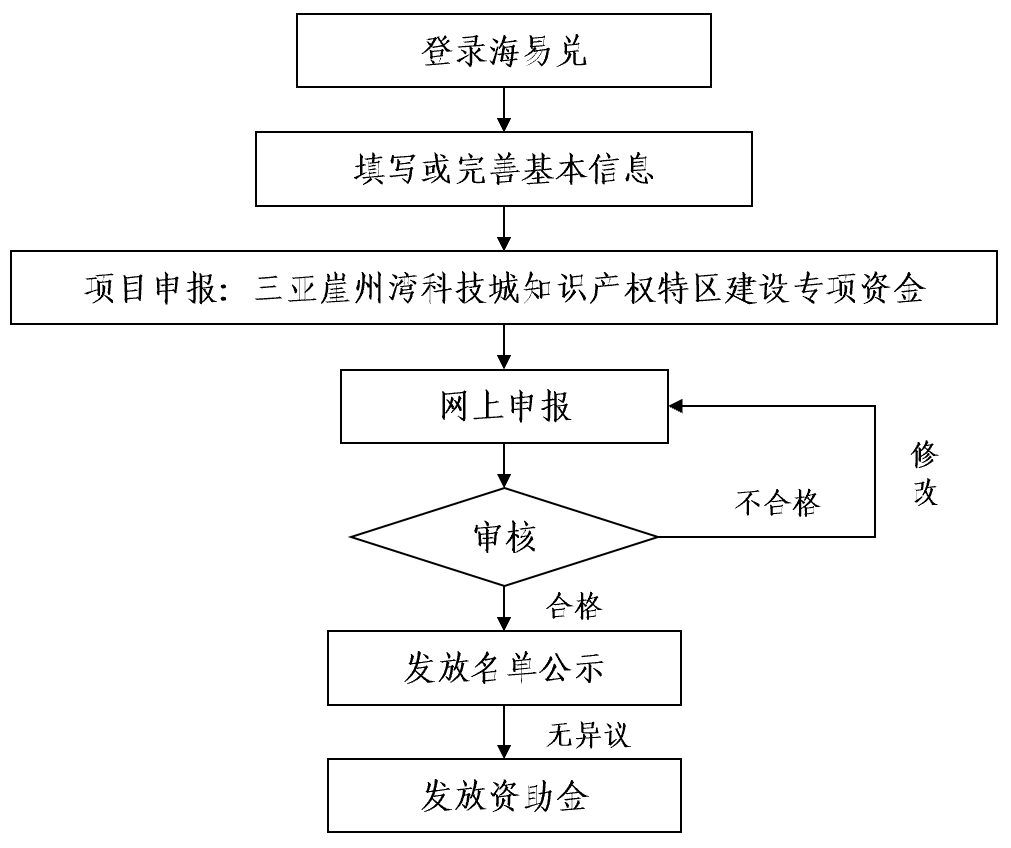 登录海易兑
填写或完善基本信息
项目申报：三亚崖州湾科技城知识产权特区建设专项资金
网上申报
修
改
不合格
审核
合格
发放名单公示
无异议
发放资助金